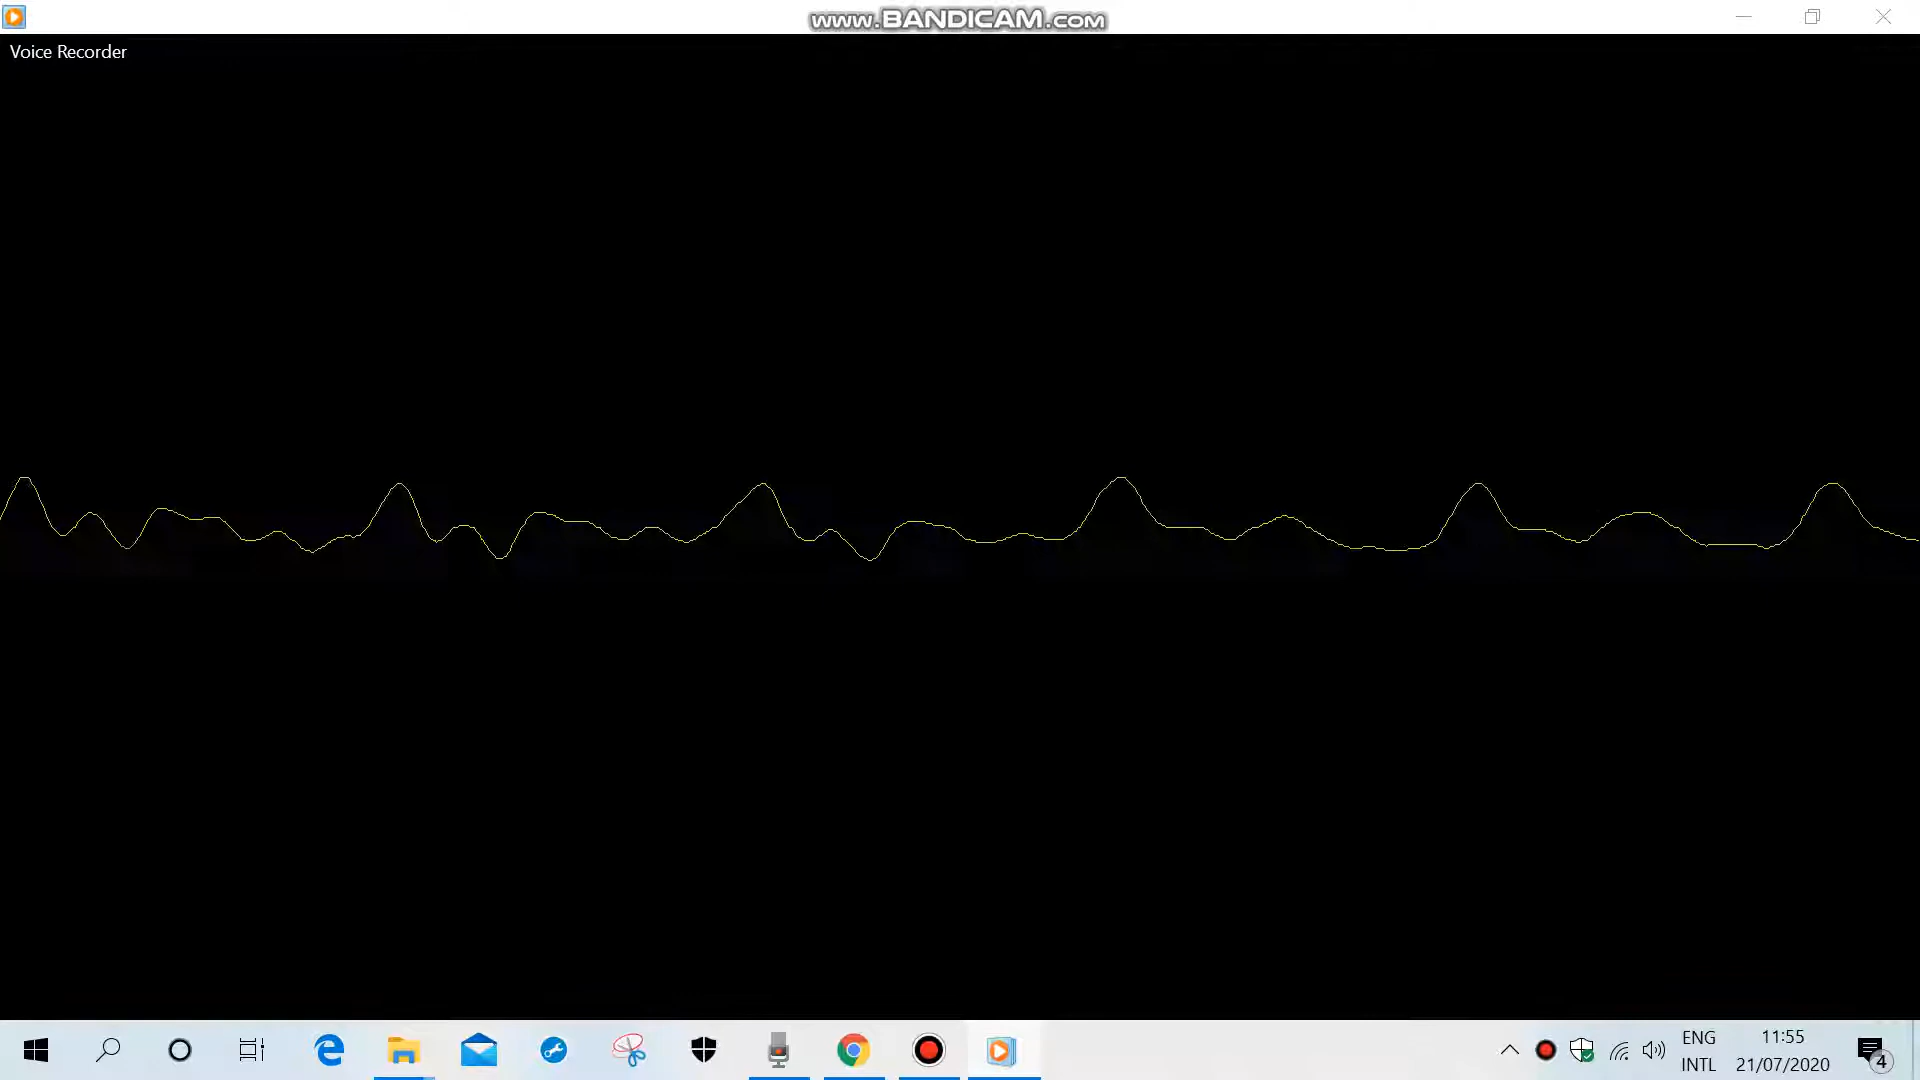 www.BANDICAM.com
Voice Recorder
ENG
INTL
11:55
21/07/2020
4